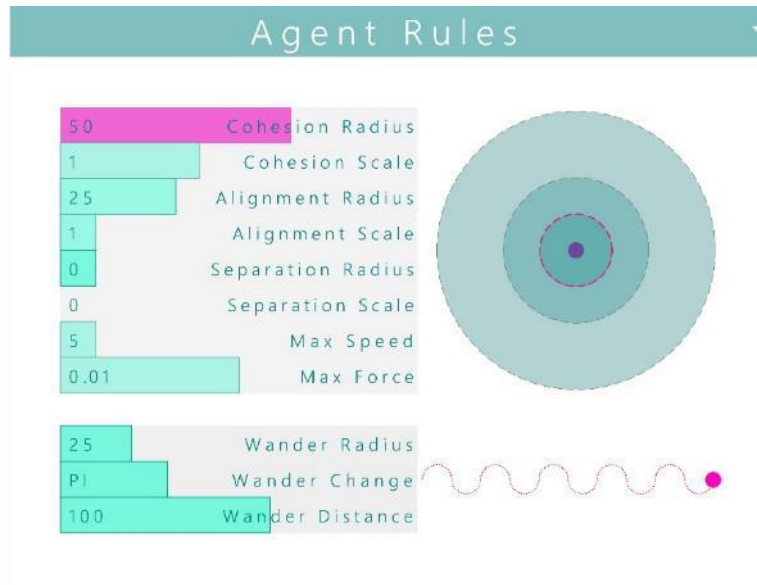 Agent Rules
50 Cohesion Radius
1 Cohesion Scale
25 Alignment Radius
1 Alignment Scale
0 Separation Radius
0 Separation Scale
5 Max Speed
0.01 Max Force
25 Wander Radius
PI Wander Change
100 Wander Distance